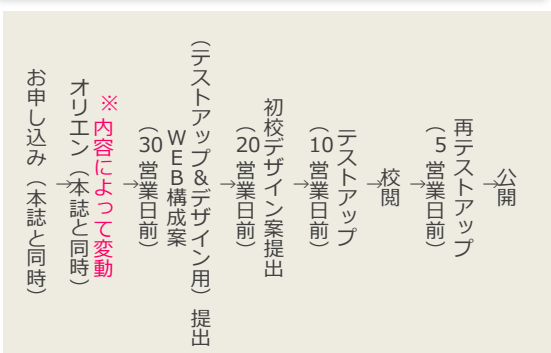 お申し込み（本誌と同時）
→
オリエン（本誌と同時）
※内容によって変動
→
（30営業日前）
WEB構成案
（テストアップ&デザイン用）提出
→
（20営業日前）
初校デザイン案提出
→
（10営業日前）
テストアップ
→
校閲
→
（5営業日前）
再テストアップ
→
公開